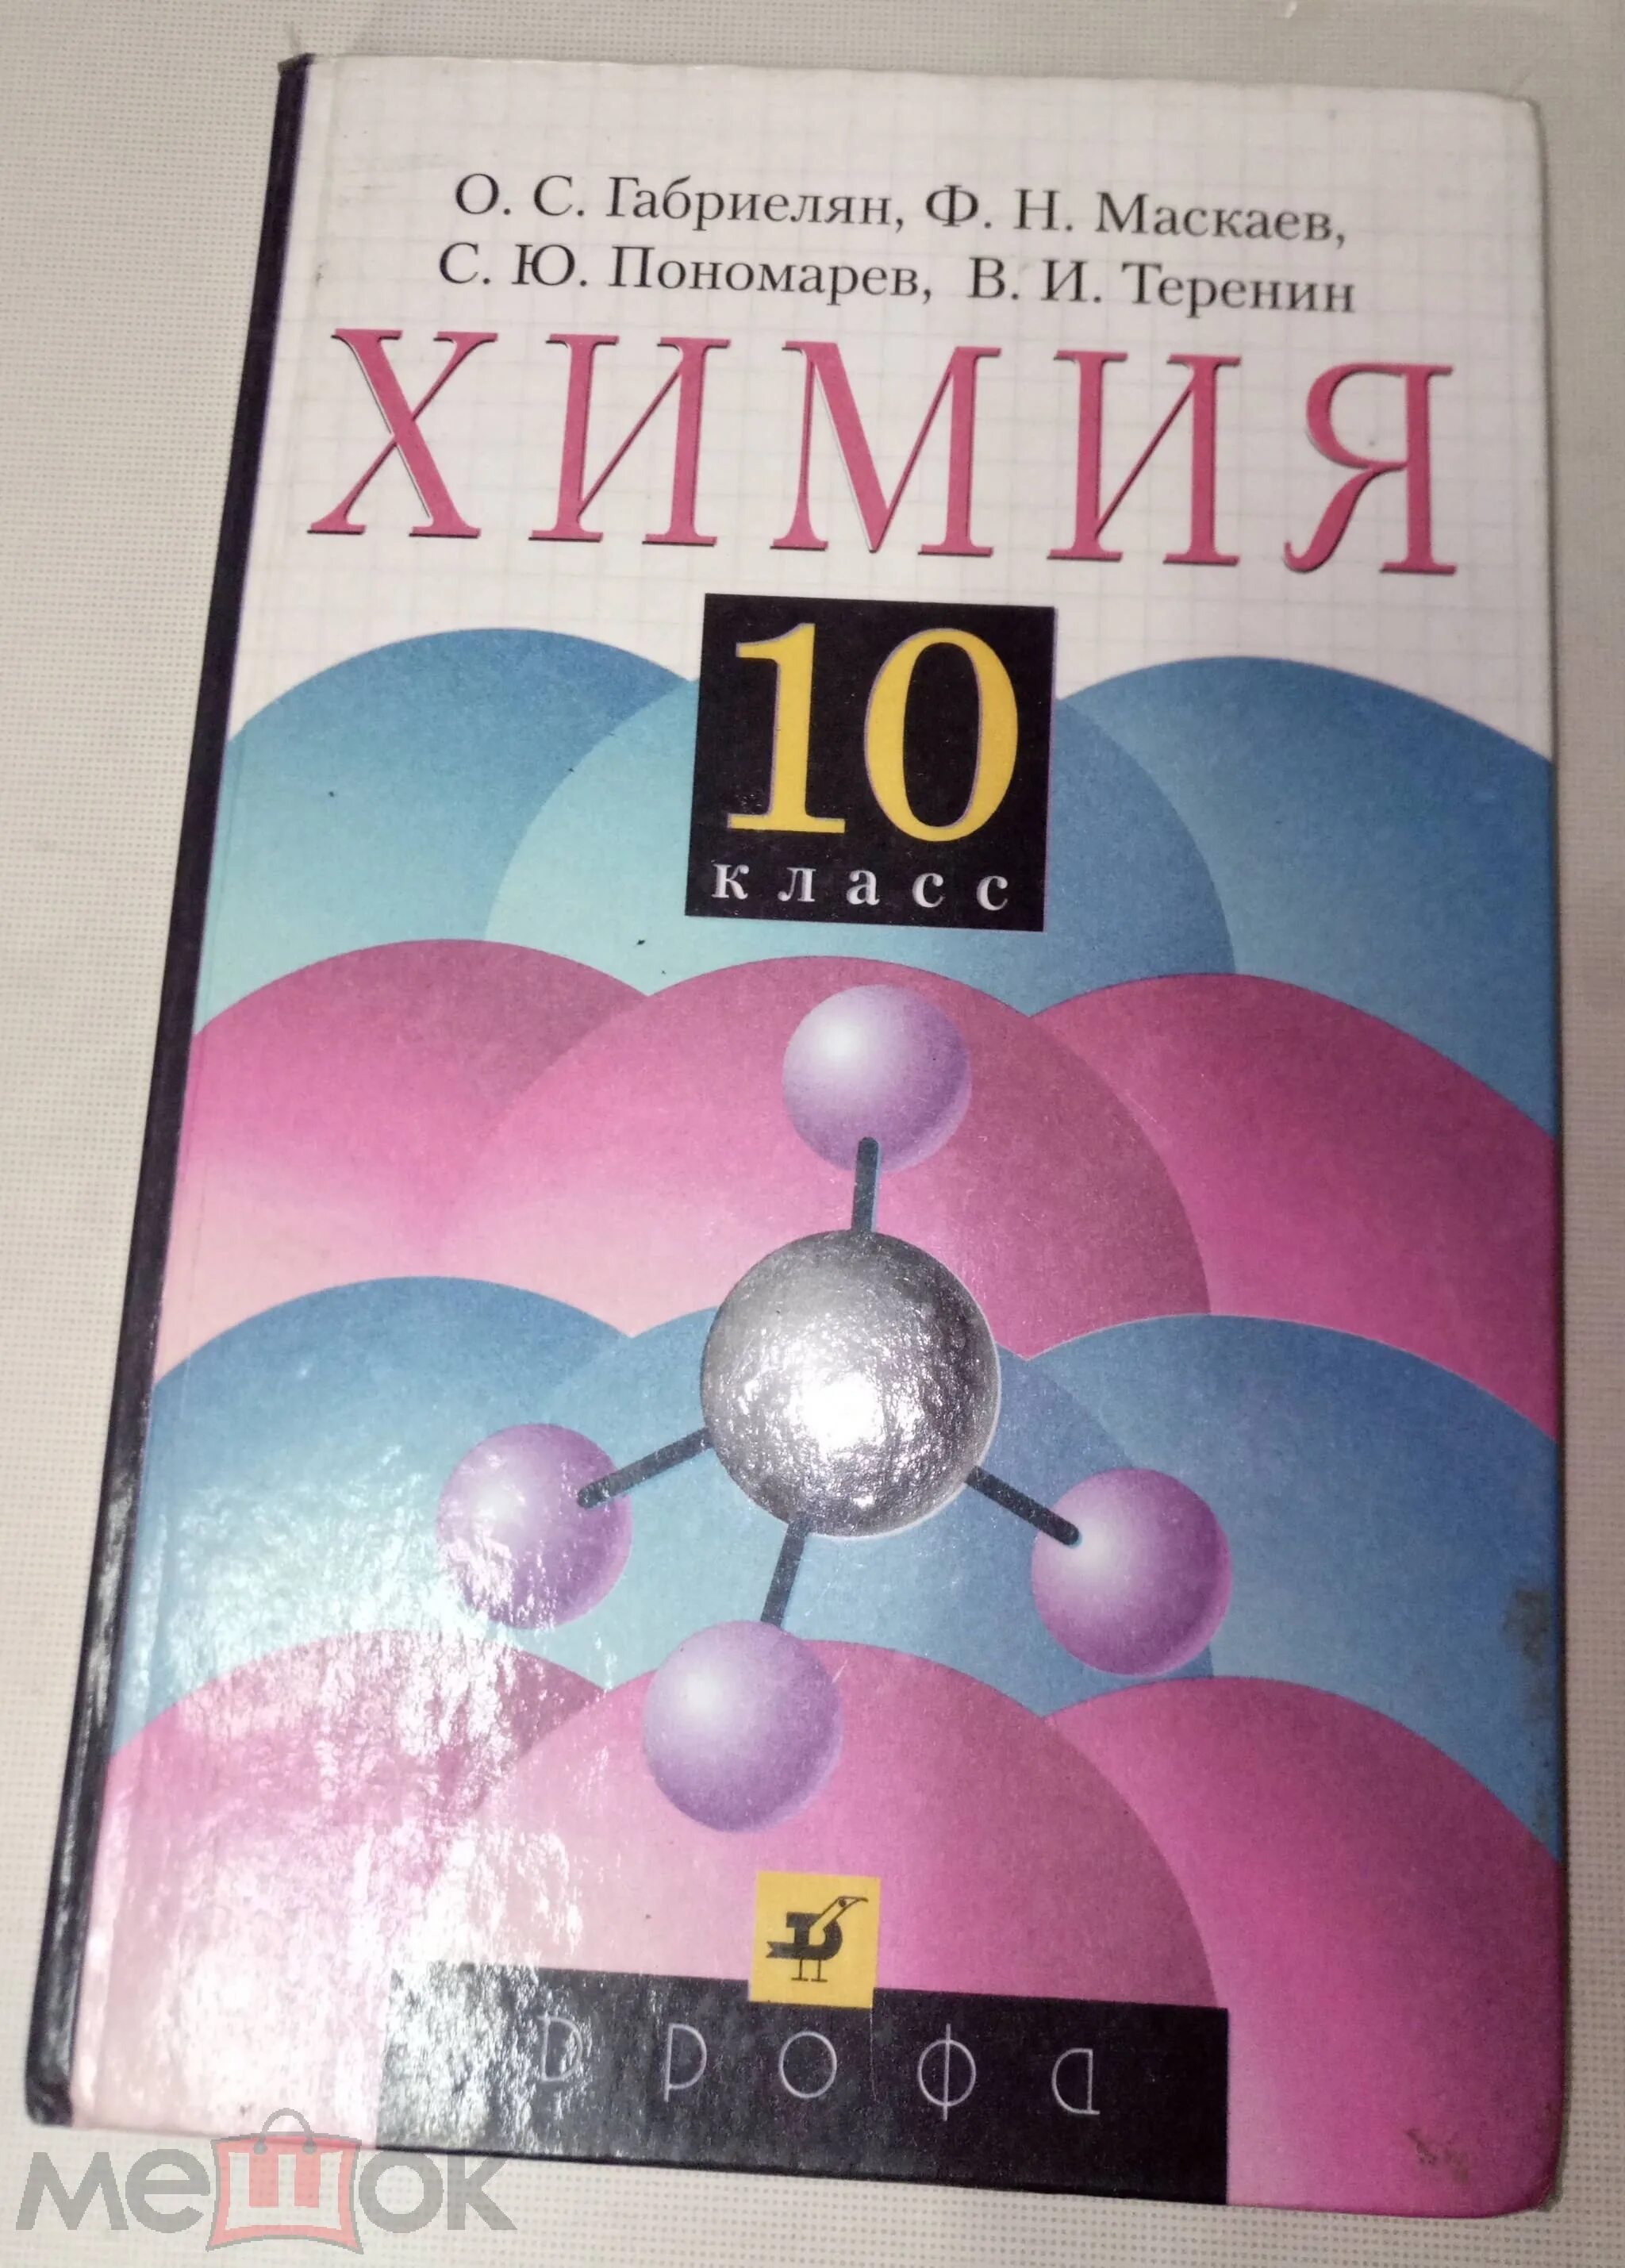 О. С. Габриелян, Ф. Н. Маскаев,
С. Ю. Пономарев, В. И. Теренин
ХИМИЯ
10
класс
ДРОФА
мешок